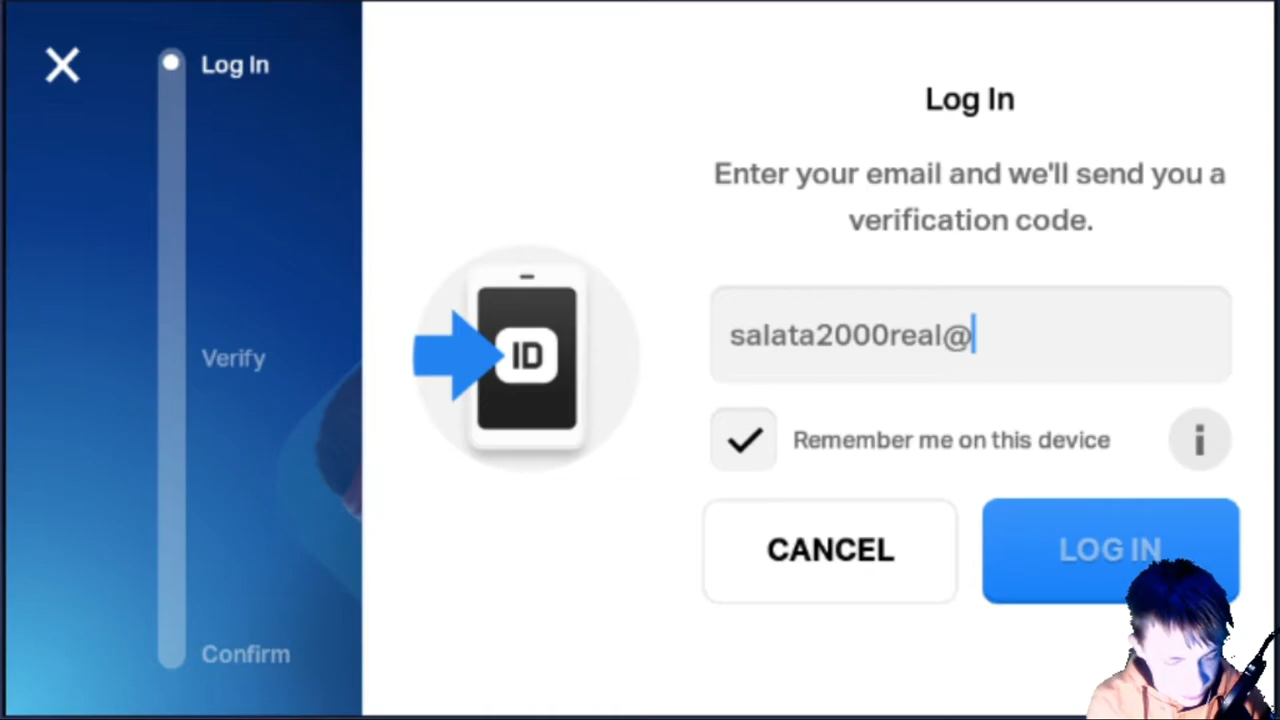 Log In
Verify
Confirm
ID
Log In
Enter your email and we'll send you a
verification code.
salata2000real@
Remember me on this device
i
CANCEL
LOG IN